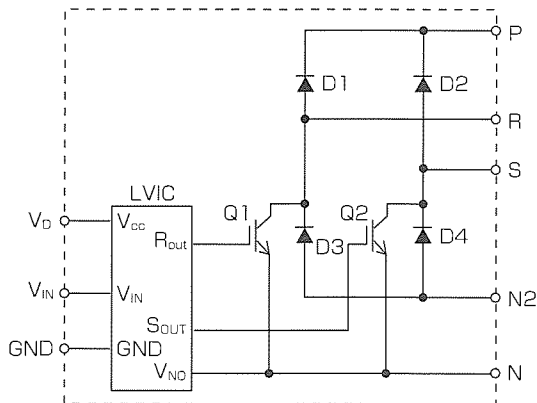 P
D1
D2
R
S
LVIC
VD
Vcc
Q1
Q2
Rout
D3
D4
VIN
VIN
N2
SOUT
GND
GND
VNO
N